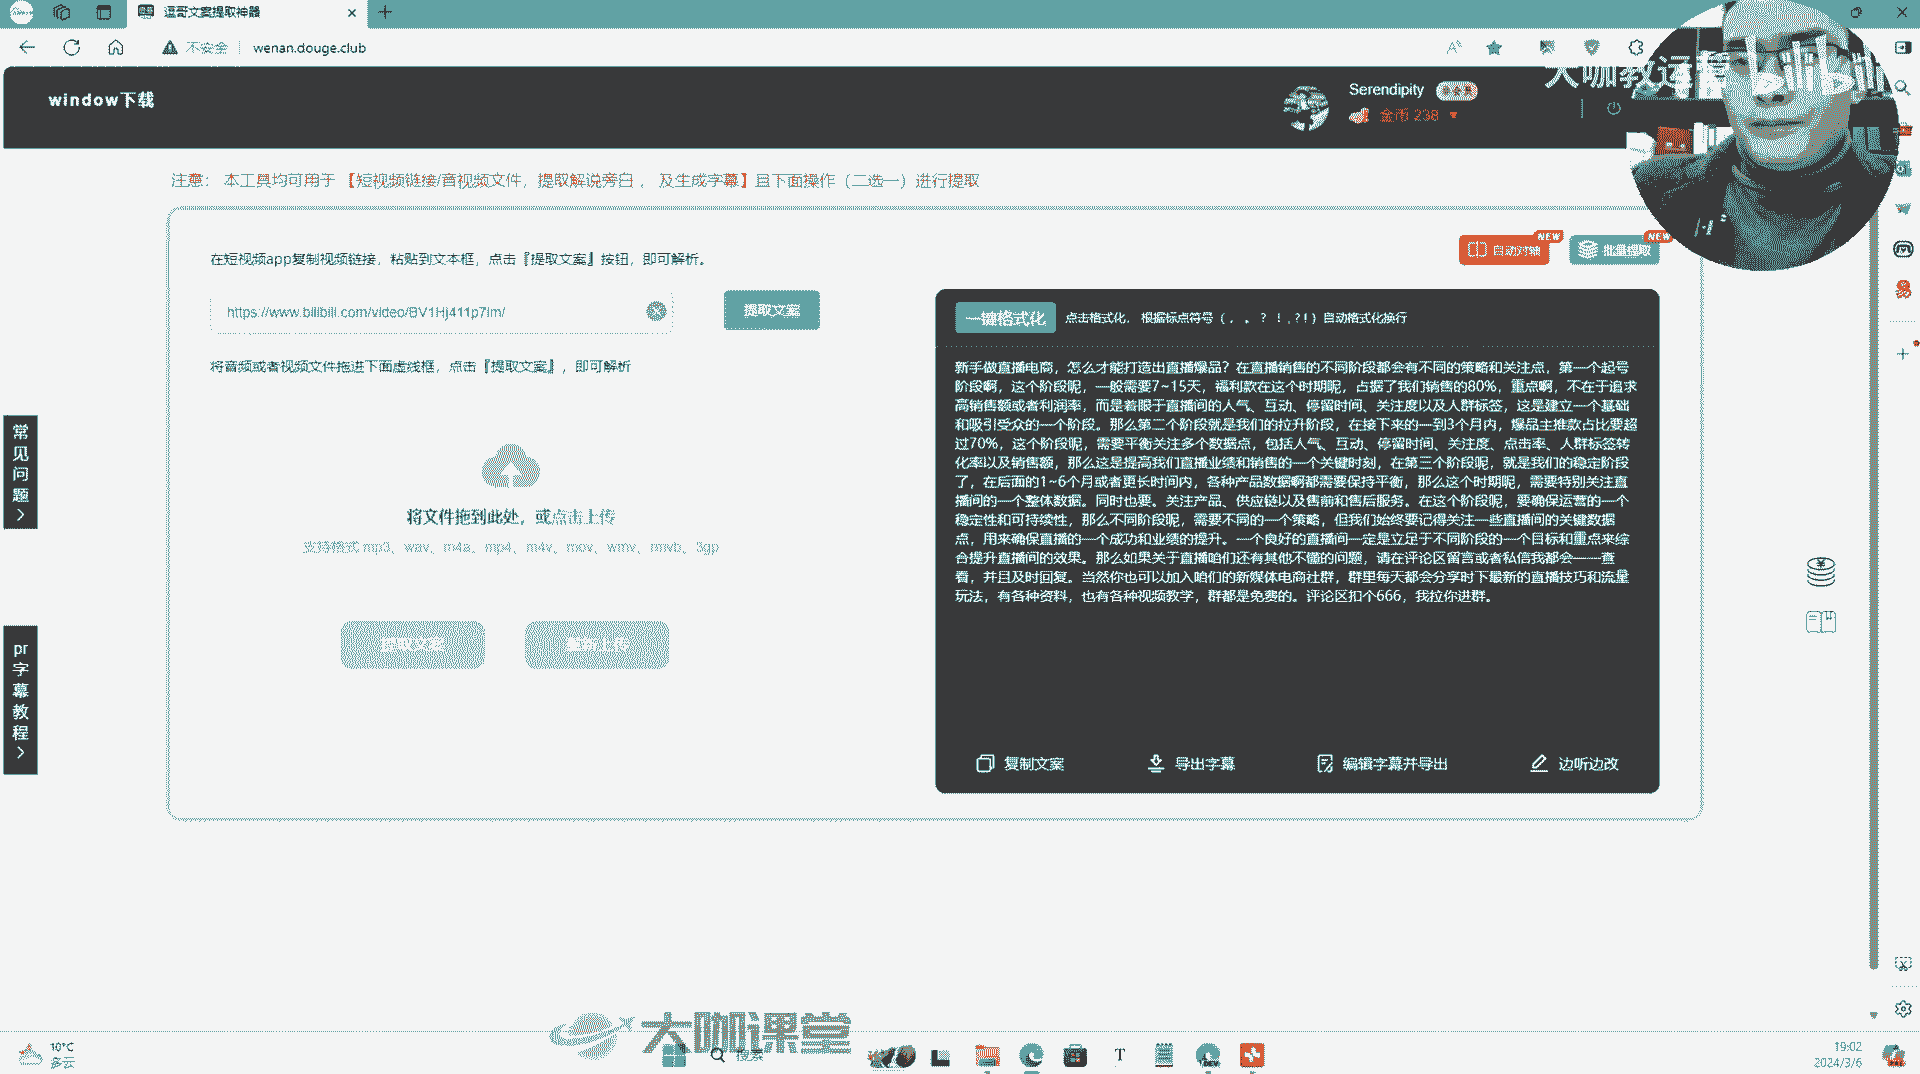 逗哥文案提取神器
不安全
wenan.douge.club
window下载
Serendipity
金币 238
大咖教运营
bilibili
注意： 本工具均可用于 【短视频链接/音视频文件，提取解说旁白 ， 及生成字幕】且下面操作（二选一）进行提取
在短视频app复制视频链接，粘贴到文本框，点击『提取文案』按钮，即可解析。
自动对轴
NEW
批量提取
NEW
https://www.bilibili.com/video/BV1Hj411p7im/
提取文案
将音频或者视频文件拖进下面虚线框，点击『提取文案』，即可解析
将文件拖到此处，或点击上传
支持格式 mp3、wav、m4a、mp4、m4v、mov、wmv、rmvb、3gp
提取文案
重新上传
常见问题
pr字幕教程
一键格式化
点击格式化， 根据标点符号（ , 。 ？ ！ ,?!）自动格式化换行
新手做直播电商，怎么才能打造出直播爆品？在直播销售的不同阶段都会有不同的策略和关注点，第一个起号
阶段啊，这个阶段呢，一般需要7~15天，福利款在这个时期呢，占据了我们销售的80%，重点啊，不在于追求
高销售额或者利润率，而是着眼于直播间的人气、互动、停留时间、关注度以及人群标签，这是建立一个基础
和吸引受众的一个阶段。那么第二个阶段就是我们的拉升阶段，在接下来的一到3个月内，爆品主推款占比要超
过70%，这个阶段呢，需要平衡关注多个数据点，包括人气、互动、停留时间、关注度、点击率、人群标签转
化率以及销售额，那么这是提高我们直播业绩和销售的一个关键时刻，在第三个阶段呢，就是我们的稳定阶段
了，在后面的1~6个月或者更长时间内，各种产品数据啊都需要保持平衡，那么这个时期呢，需要特别关注直
播间的一个整体数据。同时也要。关注产品、供应链以及售前和售后服务。在这个阶段呢，要确保运营的一个
稳定性和可持续性，那么不同阶段呢，需要不同的一个策略，但我们始终要记得关注一些直播间的关键数据
点，用来确保直播的一个成功和业绩的提升。一个良好的直播间一定是立足于不同阶段的一个目标和重点来综
合提升直播间的效果。那么如果关于直播咱们还有其他不懂的问题，请在评论区留言或者私信我都会一一查
看，并且及时回复。当然你也可以加入咱们的新媒体电商社群，群里每天都会分享时下最新的直播技巧和流量
玩法，有各种资料，也有各种视频教学，群都是免费的。评论区扣个666，我拉你进群。
复制文案
导出字幕
编辑字幕并导出
边听边改
大咖课堂
10°C
多云
搜索
19:02
2024/3/6